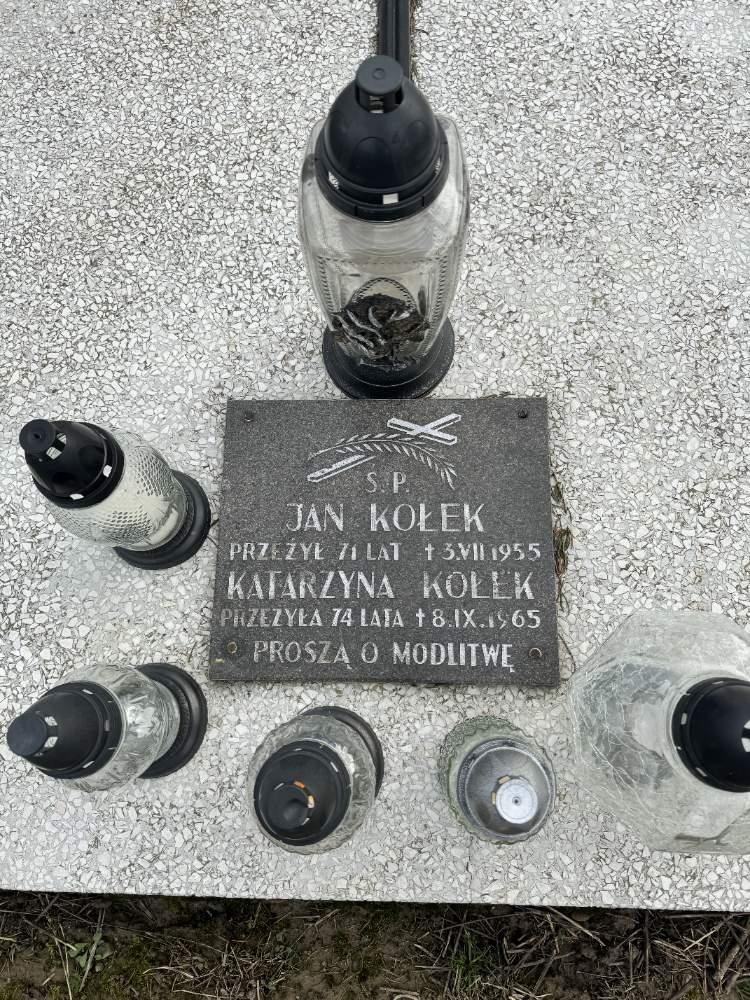 Ś.P.
JAN KOŁEK
PRZEŻYŁ 71 LAT ✝ 3.VII 1955
KATARZYNA KOŁEK
PRZEŻYŁA 74 LATA ✝ 8.IX.1965
PROSZĄ O MODLITWĘ